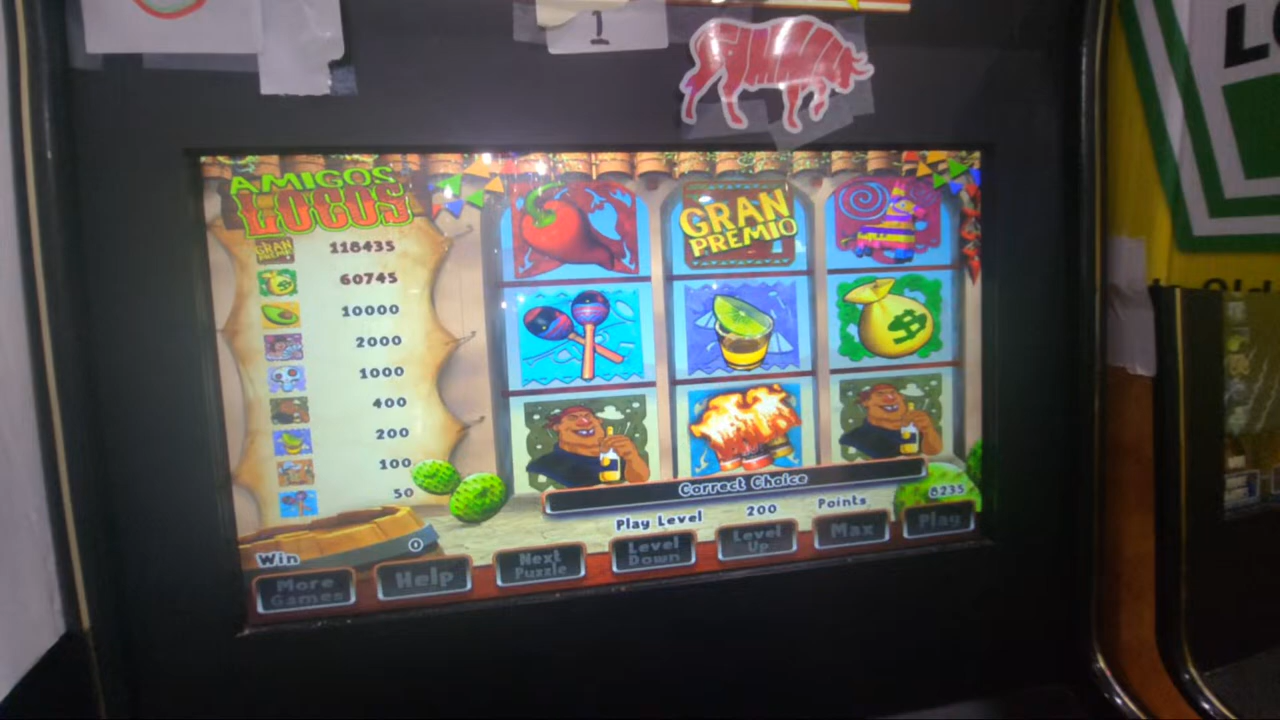 1
LO
AMIGOS
LOCOS
GRAN
PREMIO
118435
60745
10000
2000
1000
400
200
100
50
GRAN
PREMIO
Correct Choice
Play Level
200
Points
8235
Win
0
More
Games
Help
Next
Puzzle
Level
Down
Level
Up
Max
Play